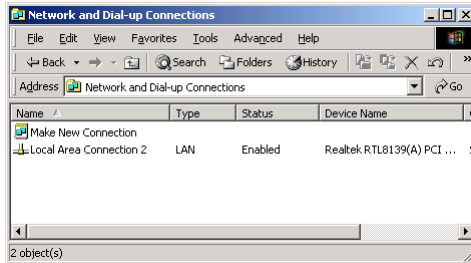 Network and Dial-up Connections
File Edit View Favorites Tools Advanced Help
Back Search Folders History »
Address Network and Dial-up Connections Go
Name Type Status Device Name
Make New Connection
Local Area Connection 2 LAN Enabled Realtek RTL8139(A) PCI ...
2 object(s)